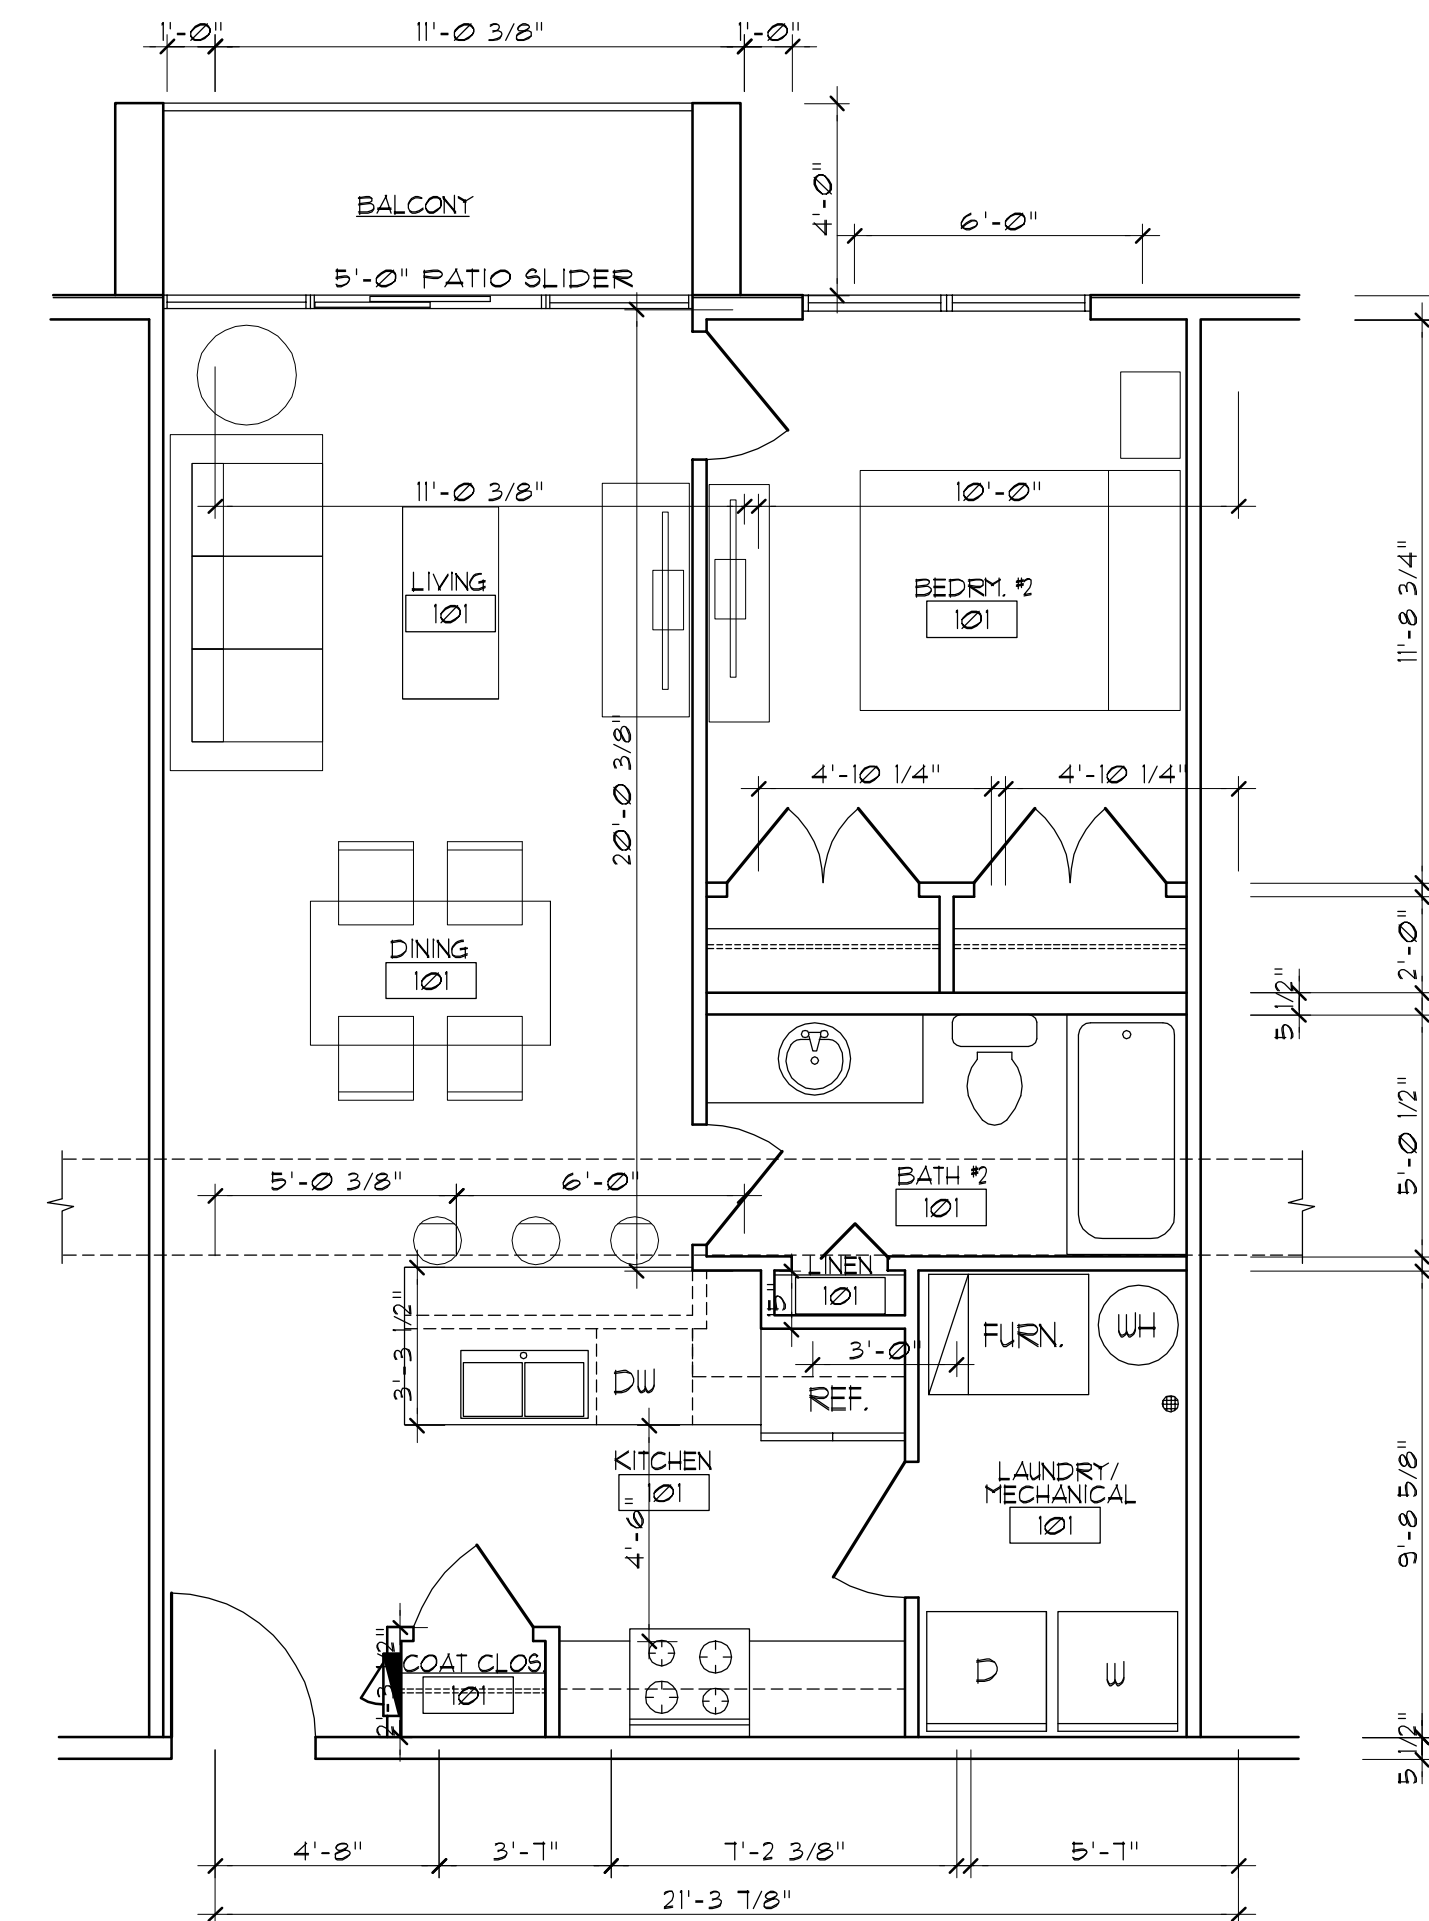 1'-0"
11'-0 3/8"
1'-0"
4'-0"
BALCONY
6'-0"
5'-0" PATIO SLIDER
11'-0 3/8"
10'-0"
LIVING
101
BEDRM. #2
101
11'-8 3/4"
20'-0 3/8"
4'-10 1/4"
4'-10 1/4"
DINING
101
2'-0"
5 1/2"
5'-0 1/2"
5'-0 3/8"
6'-0"
BATH #2
101
LINEN
101
5"
3'-3 1/2"
DW
3'-0"
REF.
FURN.
WH
KITCHEN
101
4'-6"
LAUNDRY/
MECHANICAL
101
9'-8 5/8"
COAT CLOS.
101
2'-3 1/2"
D
W
5 1/2"
4'-8"
3'-7"
7'-2 3/8"
5'-7"
21'-3 7/8"